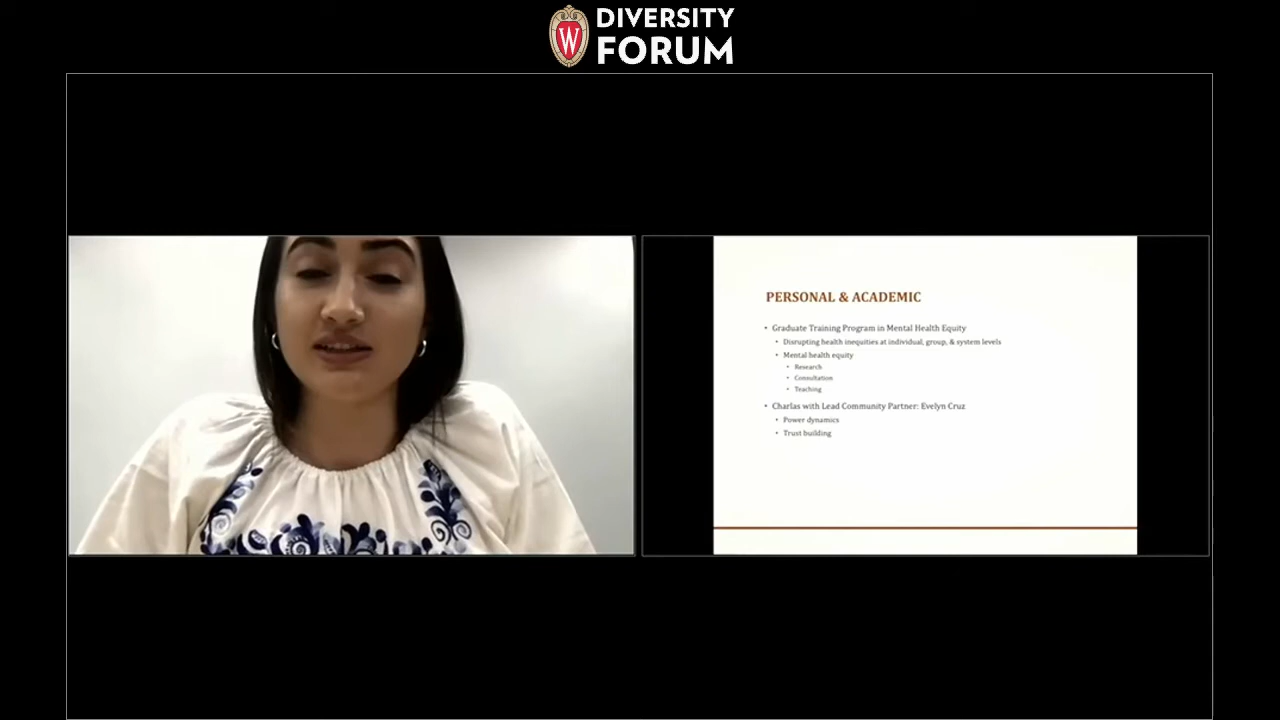 W
DIVERSITY
FORUM
PERSONAL & ACADEMIC
• Graduate Training Program in Mental Health Equity
• Disrupting health inequities at individual, group, & system levels
• Mental health equity
• Research
• Consultation
• Teaching
• Charlas with Lead Community Partner: Evelyn Cruz
• Power dynamics
• Trust building